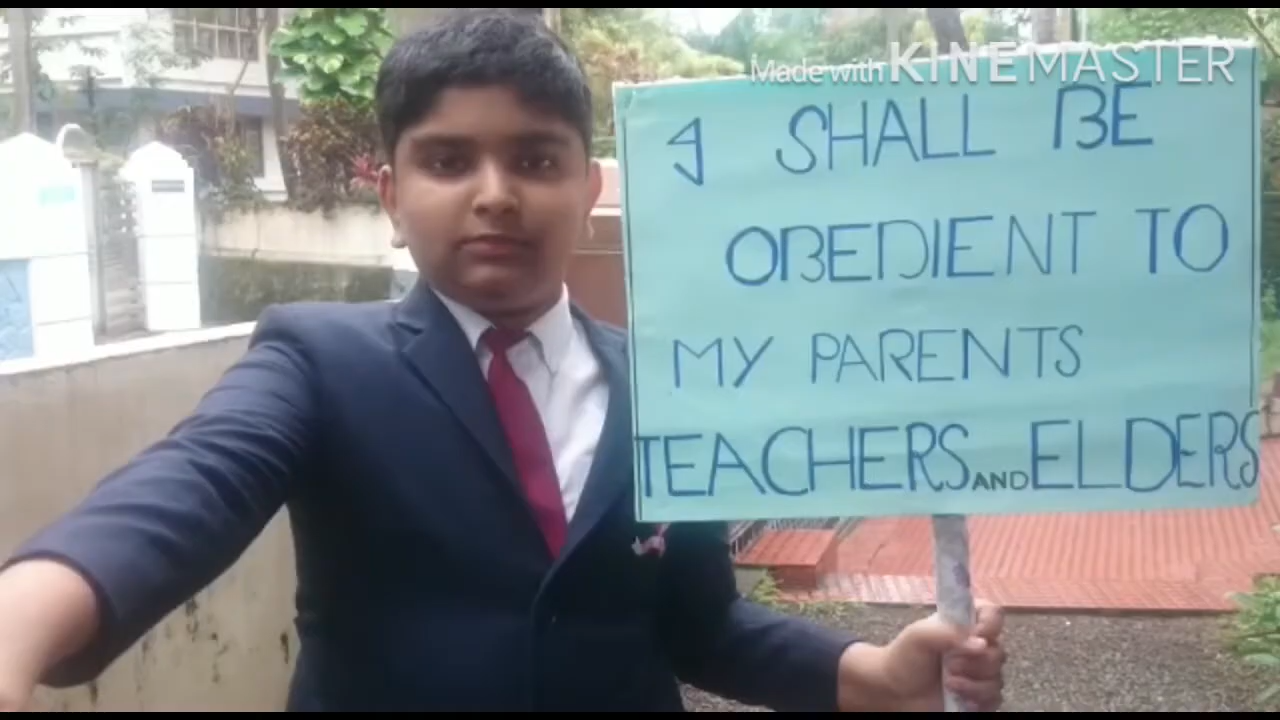 Made with KINEMASTER
I SHALL BE
OBEDIENT TO
MY PARENTS
TEACHERS AND ELDERS